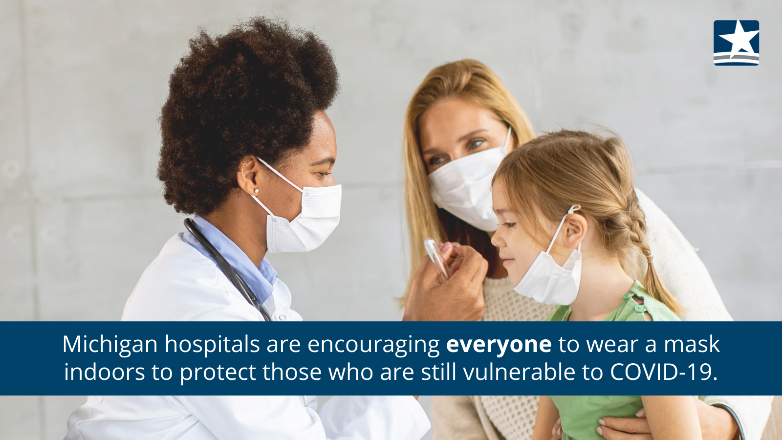 Michigan hospitals are encouraging everyone to wear a mask
indoors to protect those who are still vulnerable to COVID-19.